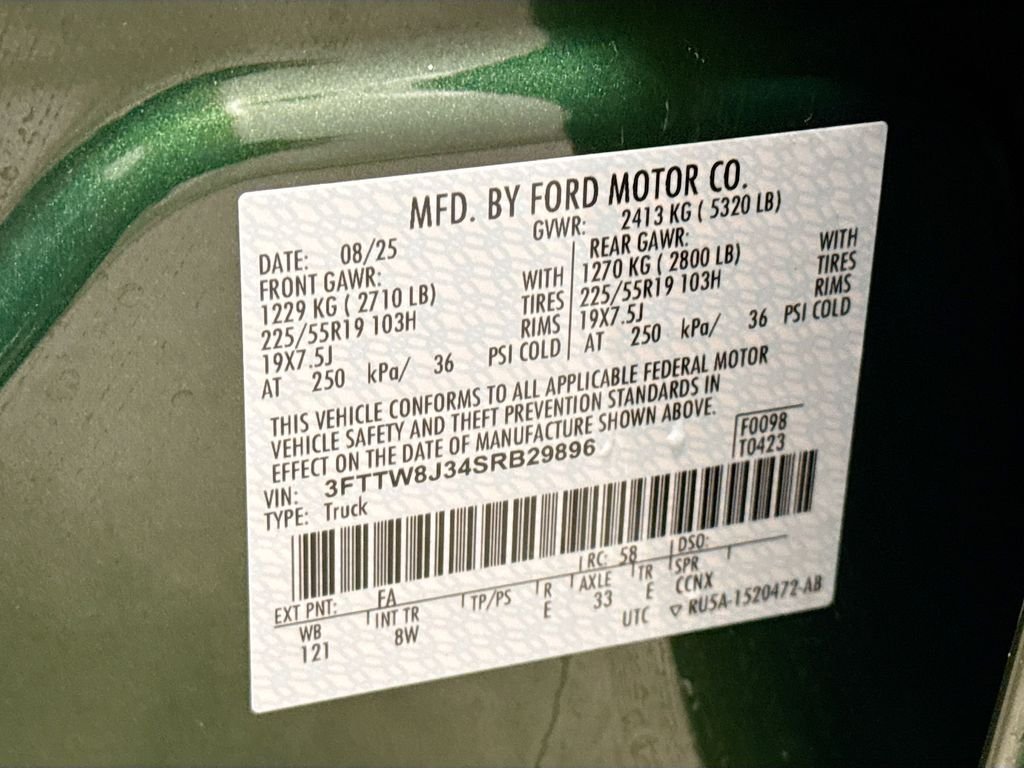 MFD. BY FORD MOTOR CO.
DATE: 08/25
GVWR: 2413 KG ( 5320 LB)
FRONT GAWR:
1229 KG ( 2710 LB) WITH
225/55R19 103H TIRES
19X7.5J RIMS
AT 250 kPa/ 36 PSI COLD
REAR GAWR:
1270 KG ( 2800 LB) WITH
225/55R19 103H TIRES
19X7.5J RIMS
AT 250 kPa/ 36 PSI COLD
THIS VEHICLE CONFORMS TO ALL APPLICABLE FEDERAL MOTOR
VEHICLE SAFETY AND THEFT PREVENTION STANDARDS IN
EFFECT ON THE DATE OF MANUFACTURE SHOWN ABOVE.
F0098
T0423
VIN: 3FTTW8J34SRB29896
TYPE: Truck
EXT PNT: FA RC: 58 DSO:
WB INT TR TP/PS R AXLE TR SPR
121 8W E 33 E CCNX
UTC ▽ RU5A-1520472-AB